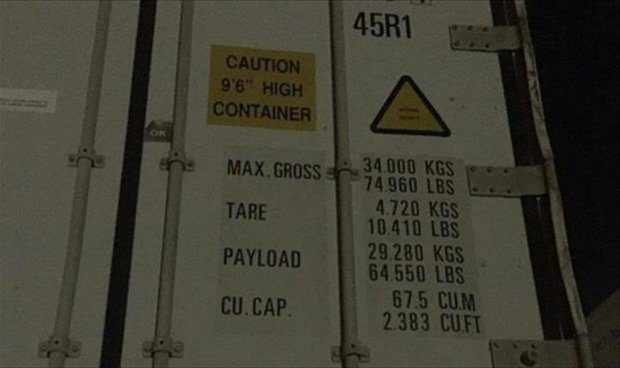 45R1
CAUTION
9'6" HIGH
CONTAINER
OK
MAX. GROSS 34.000 KGS
74.960 LBS
TARE 4.720 KGS
10.410 LBS
PAYLOAD 29.280 KGS
64.550 LBS
CU. CAP. 67.5 CU.M
2.383 CU.FT